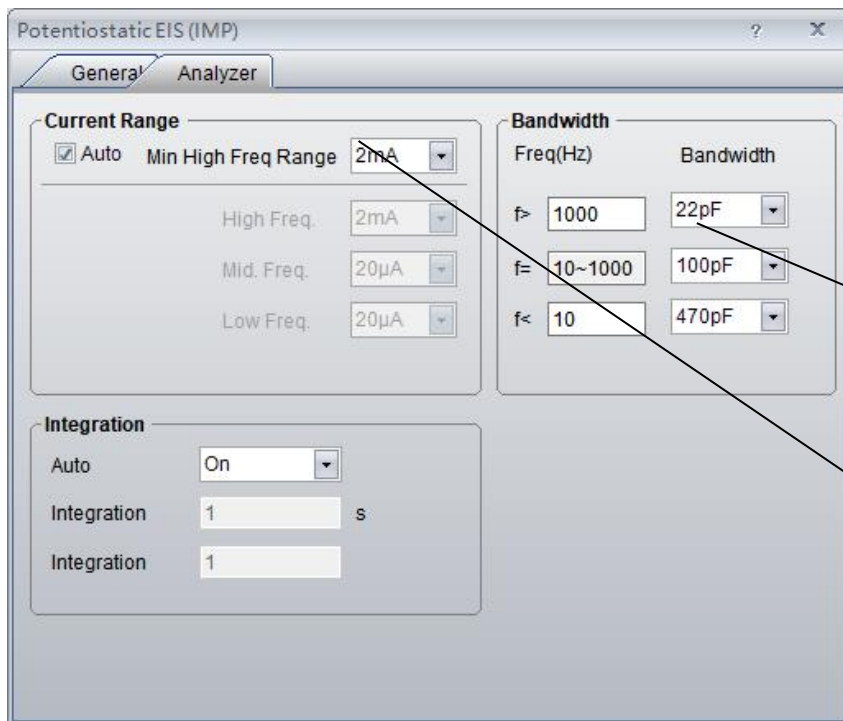 Potentiostatic EIS (IMP) ? X
General Analyzer
Current Range
Auto Min High Freq Range 2mA
High Freq. 2mA
Mid. Freq. 20µA
Low Freq. 20µA
Bandwidth
Freq(Hz) Bandwidth
f> 1000 22pF
f= 10~1000 100pF
f< 10 470pF
Integration
Auto On
Integration 1 s
Integration 1